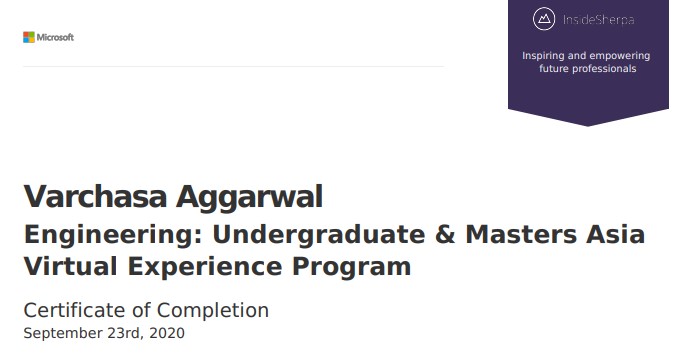 Microsoft
InsideSherpa
Inspiring and empowering
future professionals
Varchasa Aggarwal
Engineering: Undergraduate & Masters Asia
Virtual Experience Program
Certificate of Completion
September 23rd, 2020